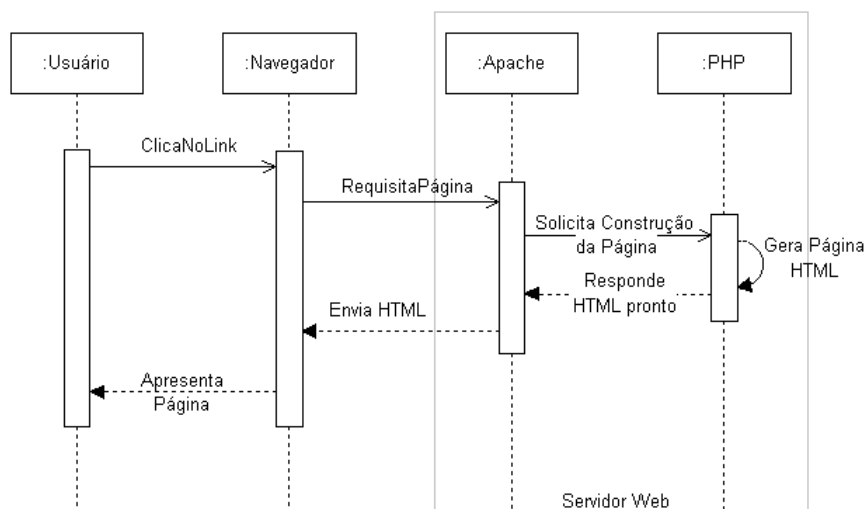 :Usuário
:Navegador
:Apache
:PHP
ClicaNoLink
RequisitaPágina
Solicita Construção
da Página
Gera Página
HTML
Responde
HTML pronto
Envia HTML
Apresenta
Página
Servidor Web